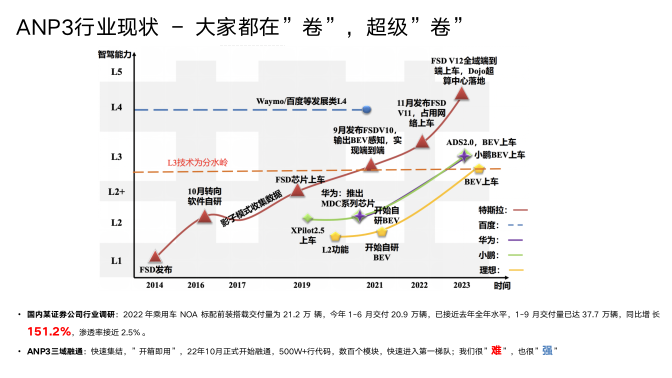 ANP3行业现状 - 大家都在”卷”，超级”卷”
智驾能力
L5
L4
L3
L2+
L2
L1
FSD V12全域端到
端上车，Dojo超
算中心落地
Waymo/百度等发展类L4
11月发布FSD
V11，占用网
络上车
9月发布FSDV10，
输出BEV感知，实
现端到端
ADS2.0，BEV上车
小鹏BEV上车
L3技术为分水岭
BEV上车
FSD芯片上车
10月转向
软件自研
影子模式收集数据
华为：推出
MDC系列芯片
开始自
研BEV
XPilot2.5
上车
L2功能
开始自研
BEV
FSD发布
特斯拉：
百度：
华为：
小鹏：
理想：
2014
2016
2017
2019
2021
2022
2023
时间
• 国内某证券公司行业调研：2022 年乘用车 NOA 标配前装搭载交付量为 21.2 万 辆，今年 1-6 月交付 20.9 万辆，已接近去年全年水平，1-9 月交付量已达 37.7 万辆，同比增 长
151.2%，渗透率接近 2.5% 。
• ANP3三域融通：快速集结，”开箱即用”，22年10月正式开始融通，500W+行代码，数百个模块，快速进入第一梯队；我们很”难”，也很”强”